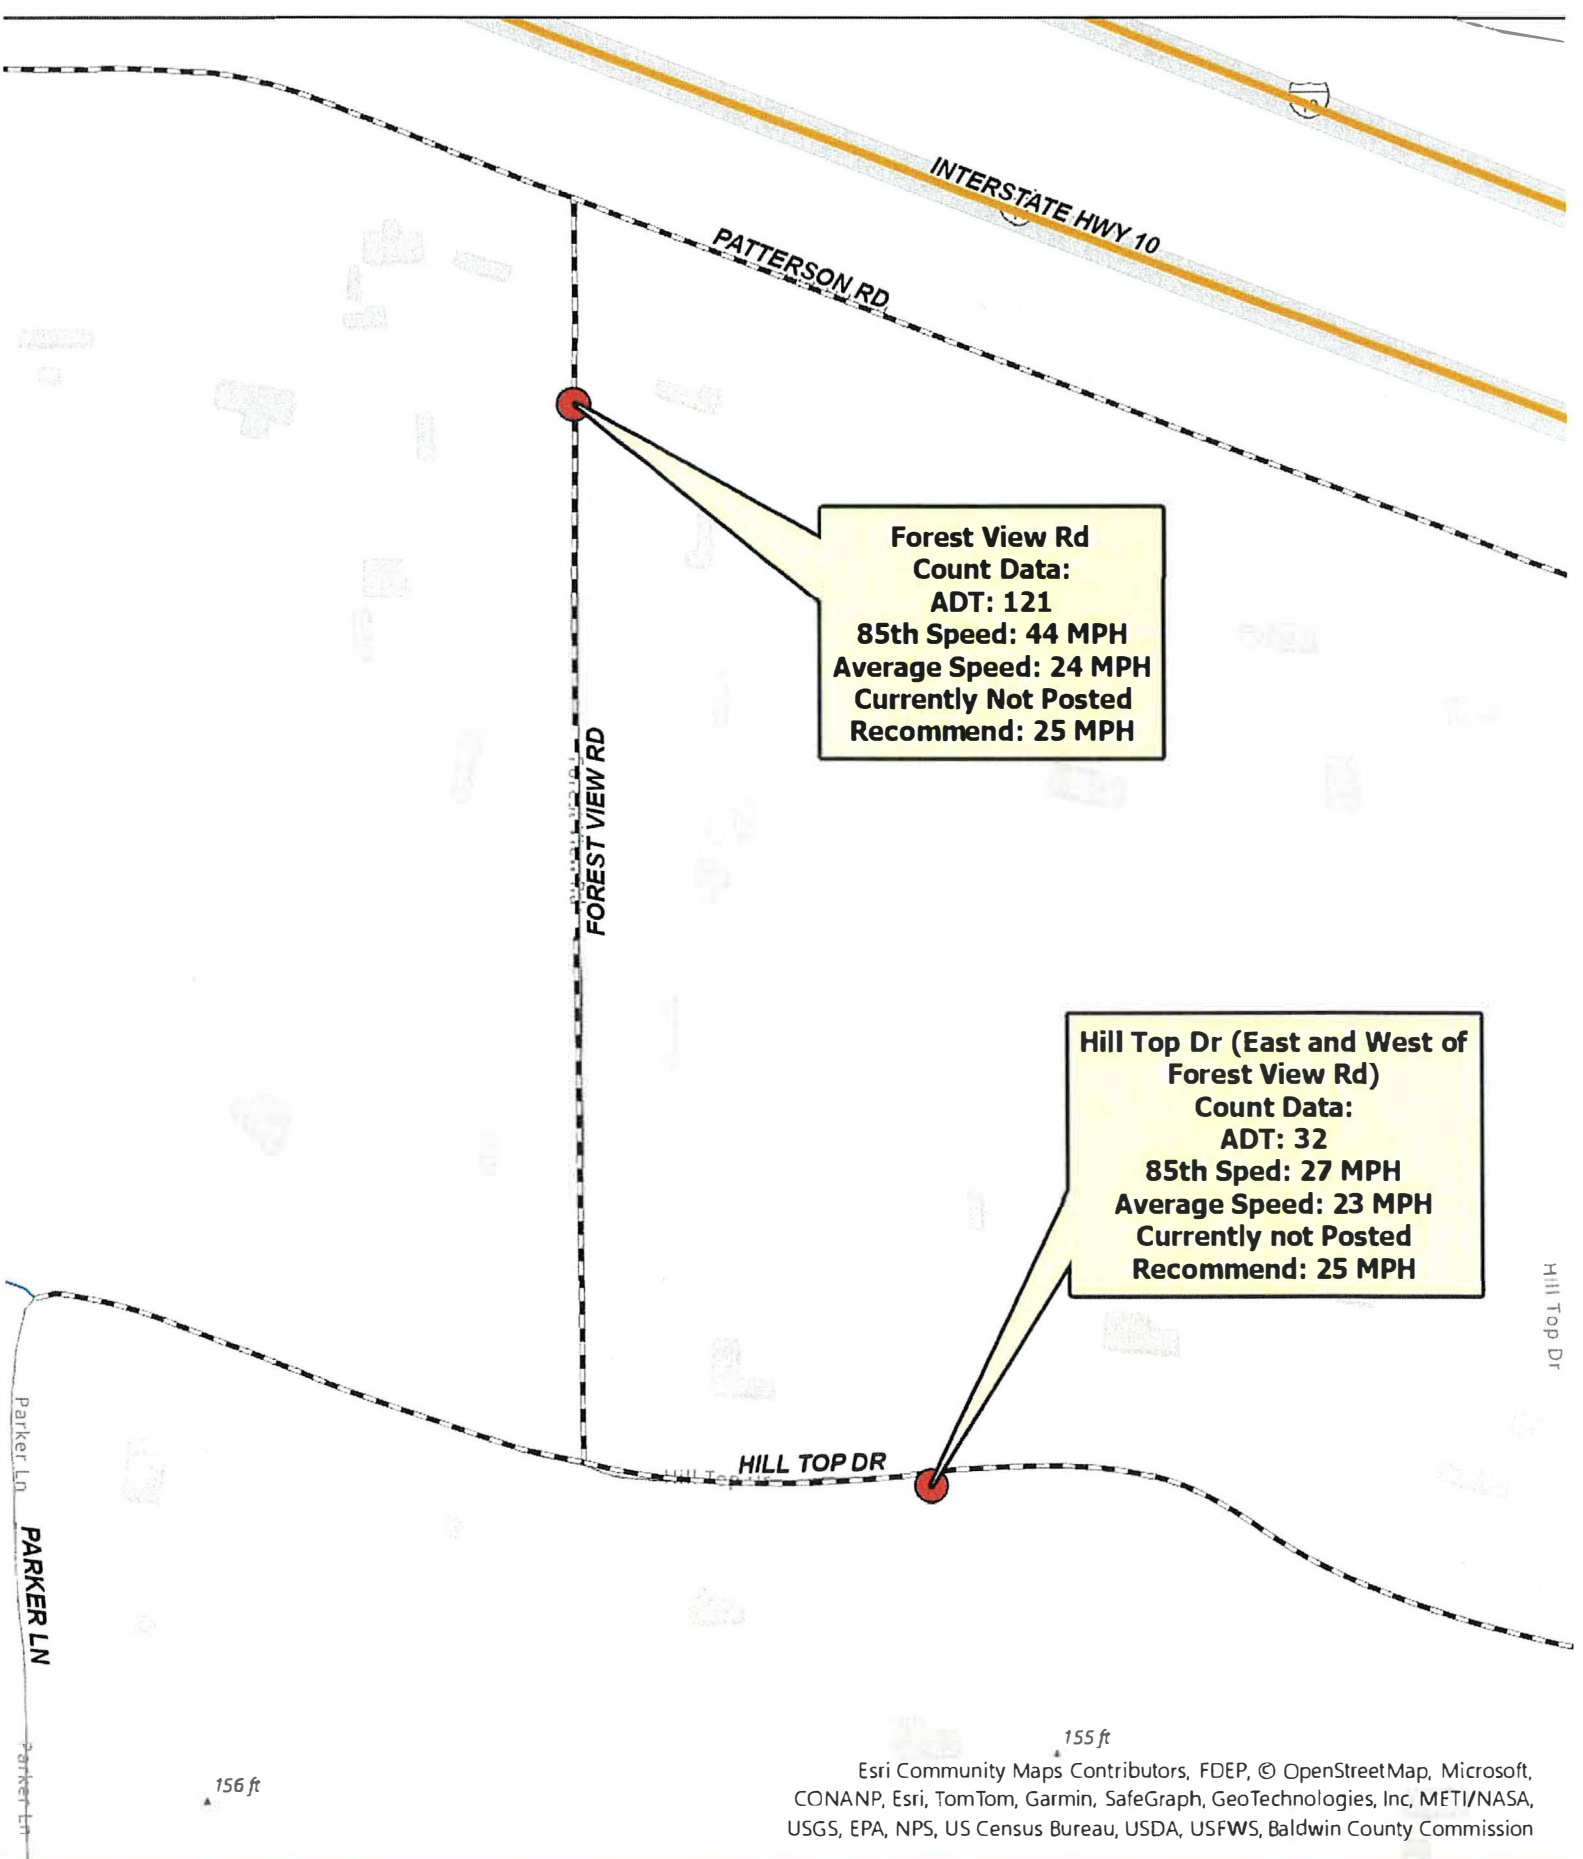 INTERSTATE HWY 10
PATTERSON RD
Forest View Rd
Count Data:
ADT: 121
85th Speed: 44 MPH
Average Speed: 24 MPH
Currently Not Posted
Recommend: 25 MPH
FOREST VIEW RD
Hill Top Dr (East and West of
Forest View Rd)
Count Data:
ADT: 32
85th Sped: 27 MPH
Average Speed: 23 MPH
Currently not Posted
Recommend: 25 MPH
Hill Top Dr
Parker Ln
HILL TOP DR
PARKER LN
155 ft
156 ft
Parker Ln
Esri Community Maps Contributors, FDEP, © OpenStreetMap, Microsoft,
CONANP, Esri, TomTom, Garmin, SafeGraph, GeoTechnologies, Inc, METI/NASA,
USGS, EPA, NPS, US Census Bureau, USDA, USFWS, Baldwin County Commission